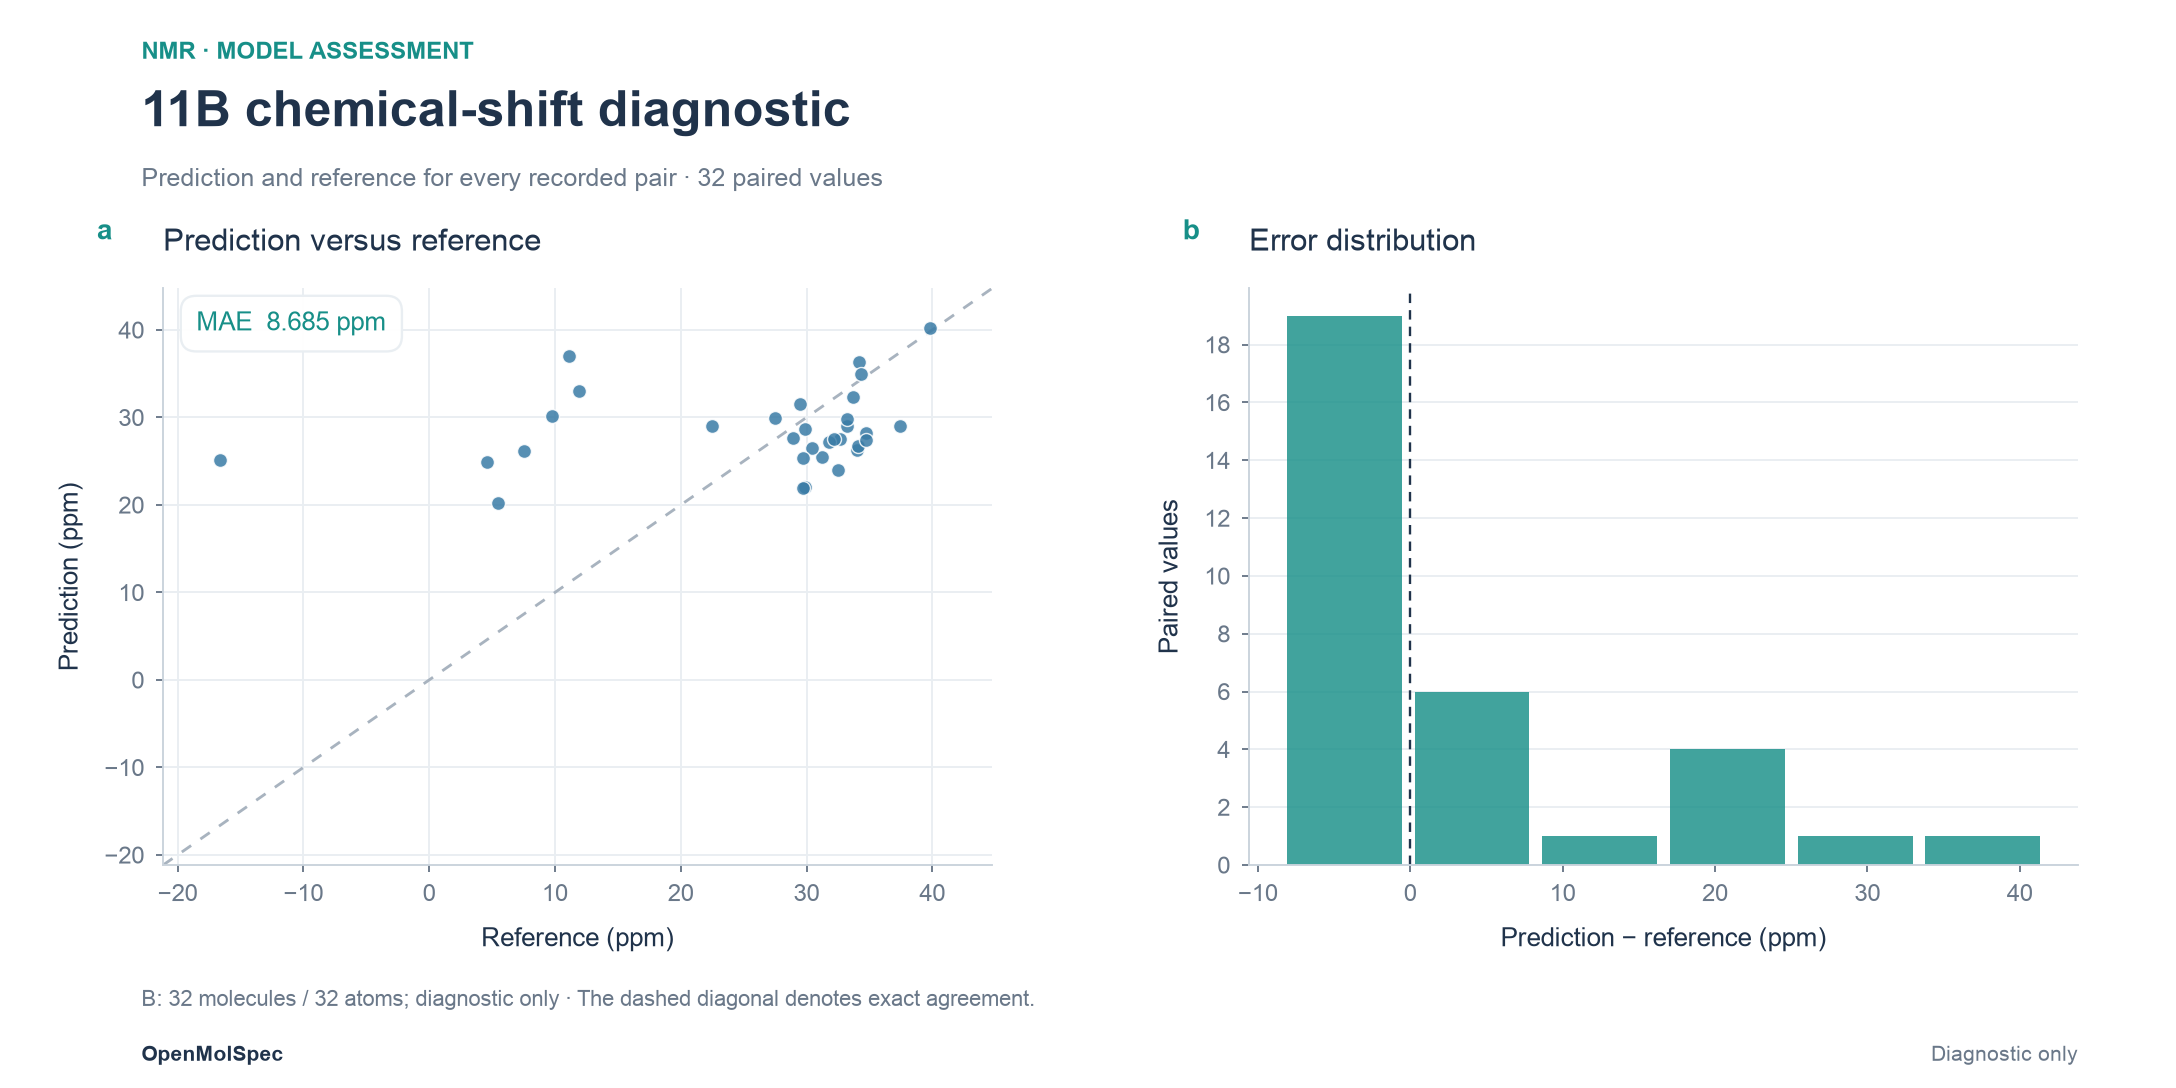 NMR · MODEL ASSESSMENT
11B chemical-shift diagnostic
Prediction and reference for every recorded pair · 32 paired values
a
Prediction versus reference
MAE 8.685 ppm
40
30
20
10
0
−10
−20
Prediction (ppm)
−20
−10
0
10
20
30
40
Reference (ppm)
b
Error distribution
18
16
14
12
10
8
6
4
2
0
Paired values
−10
0
10
20
30
40
Prediction − reference (ppm)
B: 32 molecules / 32 atoms; diagnostic only · The dashed diagonal denotes exact agreement.
OpenMolSpec
Diagnostic only